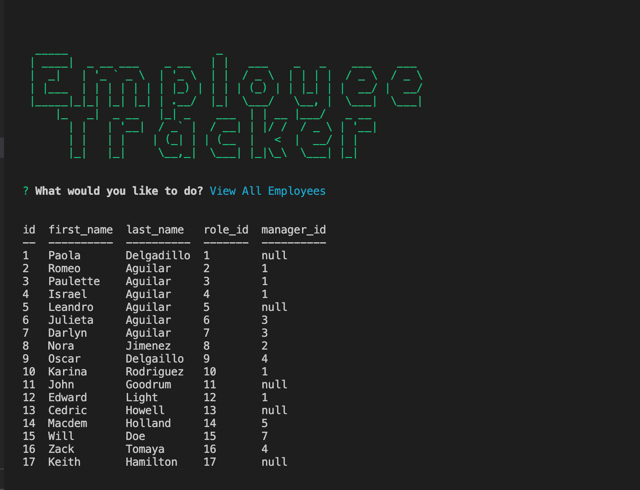 Employee
Tracker
? What would you like to do? View All Employees
id first_name last_name role_id manager_id
-- ---------- ---------- ------- ----------
1 Paola Delgadillo 1 null
2 Romeo Aguilar 2 1
3 Paulette Aguilar 3 1
4 Israel Aguilar 4 1
5 Leandro Aguilar 5 null
6 Julieta Aguilar 6 3
7 Darlyn Aguilar 7 3
8 Nora Jimenez 8 2
9 Oscar Delgaillo 9 4
10 Karina Rodriguez 10 1
11 John Goodrum 11 null
12 Edward Light 12 1
13 Cedric Howell 13 null
14 Macdem Holland 14 5
15 Will Doe 15 7
16 Zack Tomaya 16 4
17 Keith Hamilton 17 null